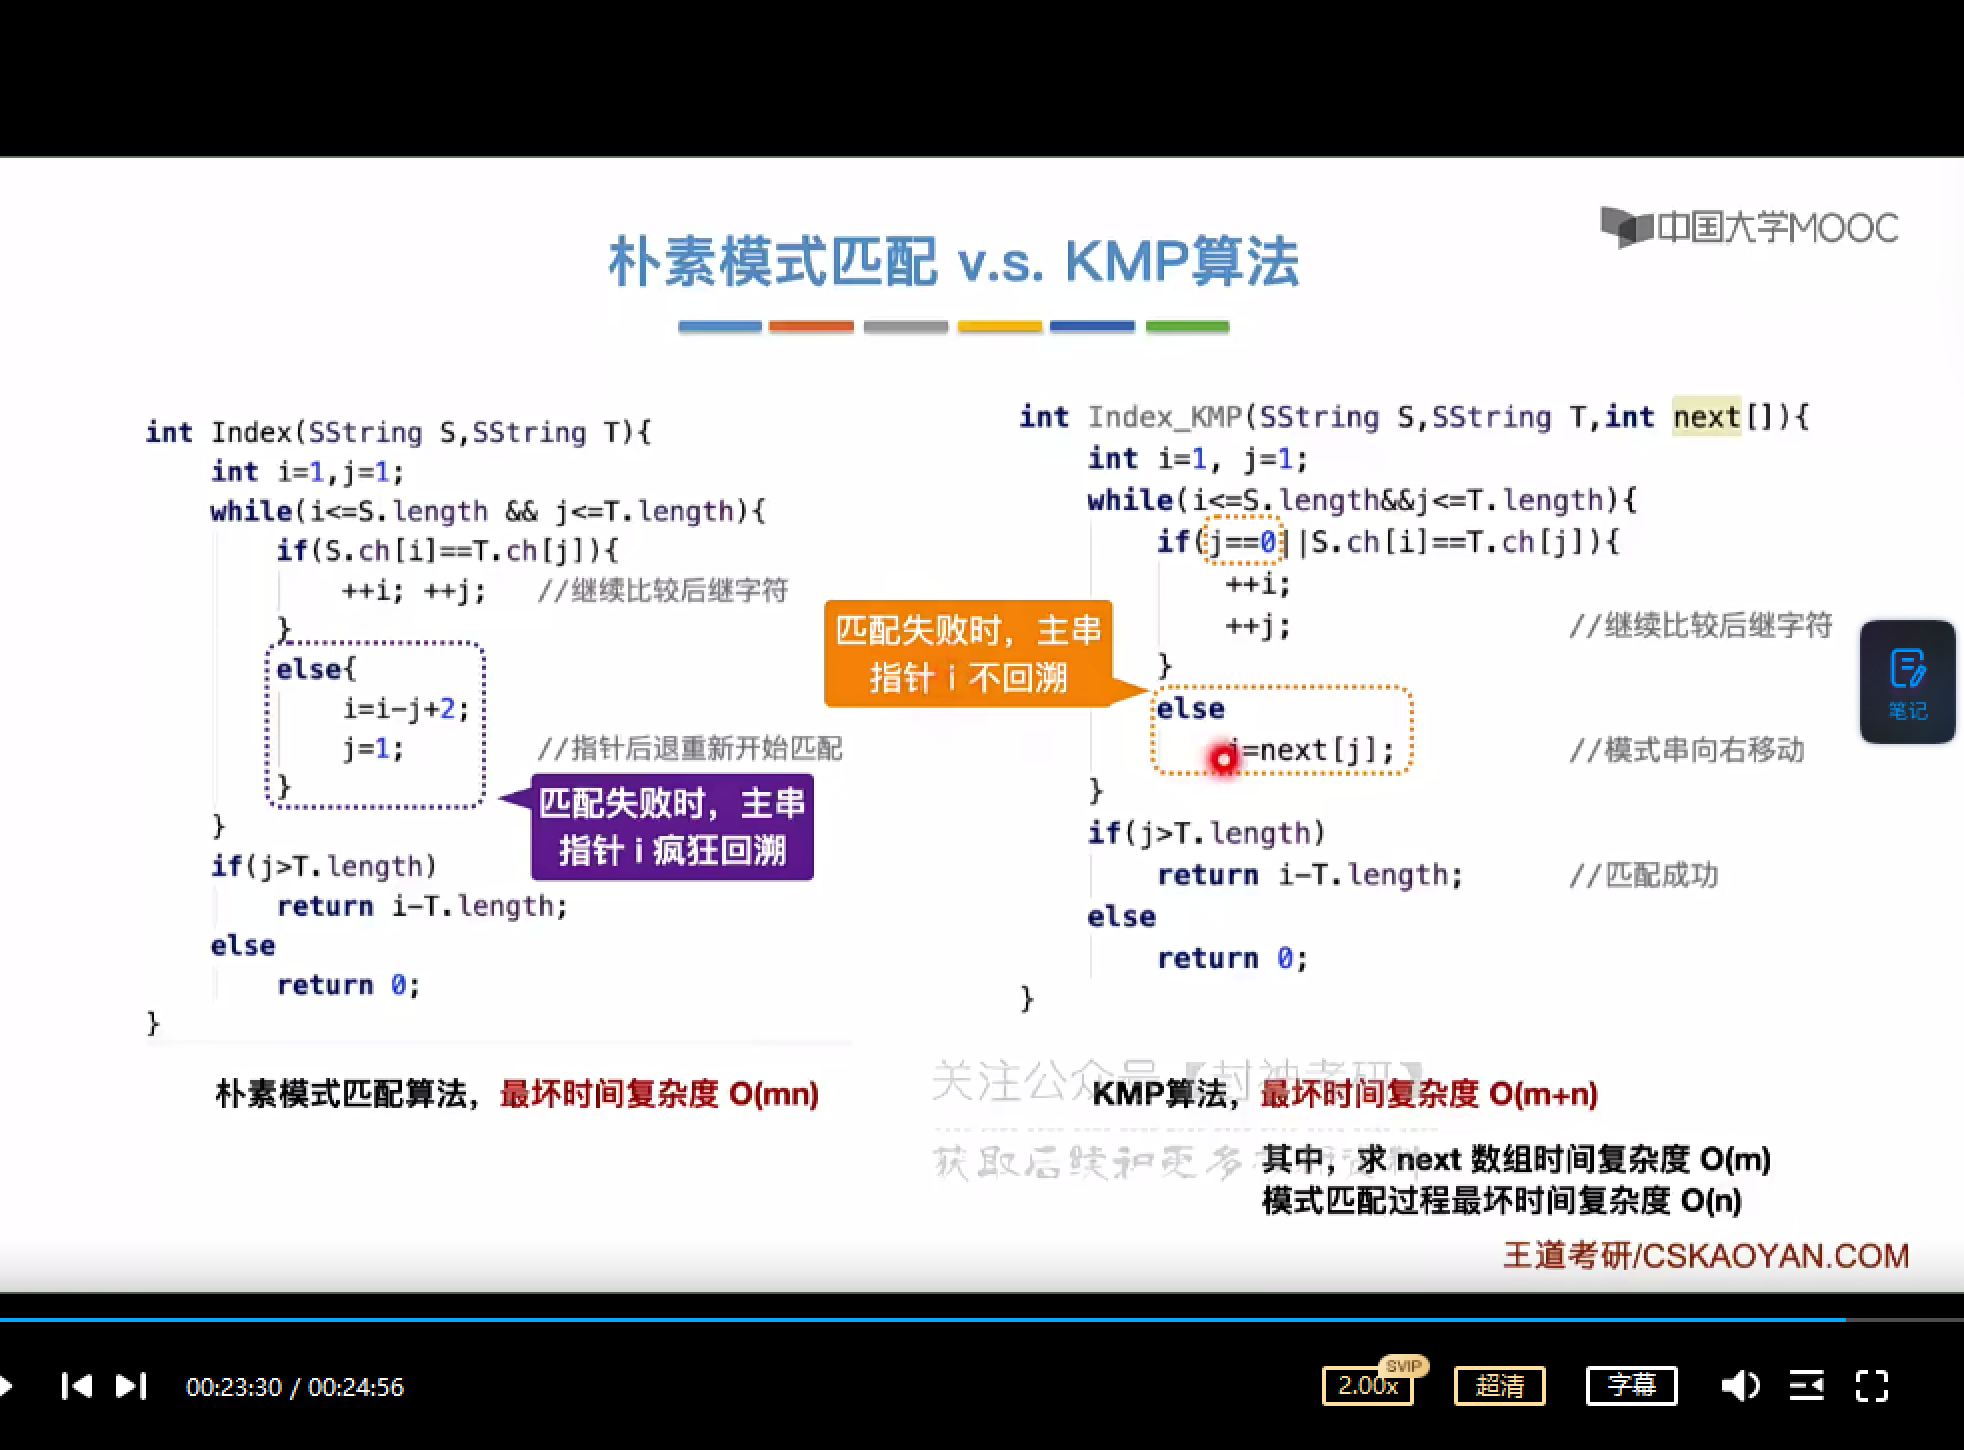 中国大学MOOC
朴素模式匹配 v.s. KMP算法
int Index(SString S,SString T){
int i=1,j=1;
while(i<=S.length && j<=T.length){
if(S.ch[i]==T.ch[j]){
++i; ++j; //继续比较后继字符
}
else{
i=i-j+2;
j=1; //指针后退重新开始匹配
}
}
if(j>T.length)
return i-T.length;
else
return 0;
}
匹配失败时，主串
指针 i 疯狂回溯
朴素模式匹配算法，最坏时间复杂度 O(mn)
int Index_KMP(SString S,SString T,int next[]){
int i=1, j=1;
while(i<=S.length&&j<=T.length){
if(j==0||S.ch[i]==T.ch[j]){
++i;
++j; //继续比较后继字符
}
else
j=next[j]; //模式串向右移动
}
if(j>T.length)
return i-T.length; //匹配成功
else
return 0;
}
匹配失败时，主串
指针 i 不回溯
关注公众号【封神考研】
KMP算法，最坏时间复杂度 O(m+n)
获取后续和更多
其中，求 next 数组时间复杂度 O(m)
模式匹配过程最坏时间复杂度 O(n)
王道考研/CSKAOYAN.COM
笔记
00:23:30 / 00:24:56
2.00x
SVIP
超清
字幕